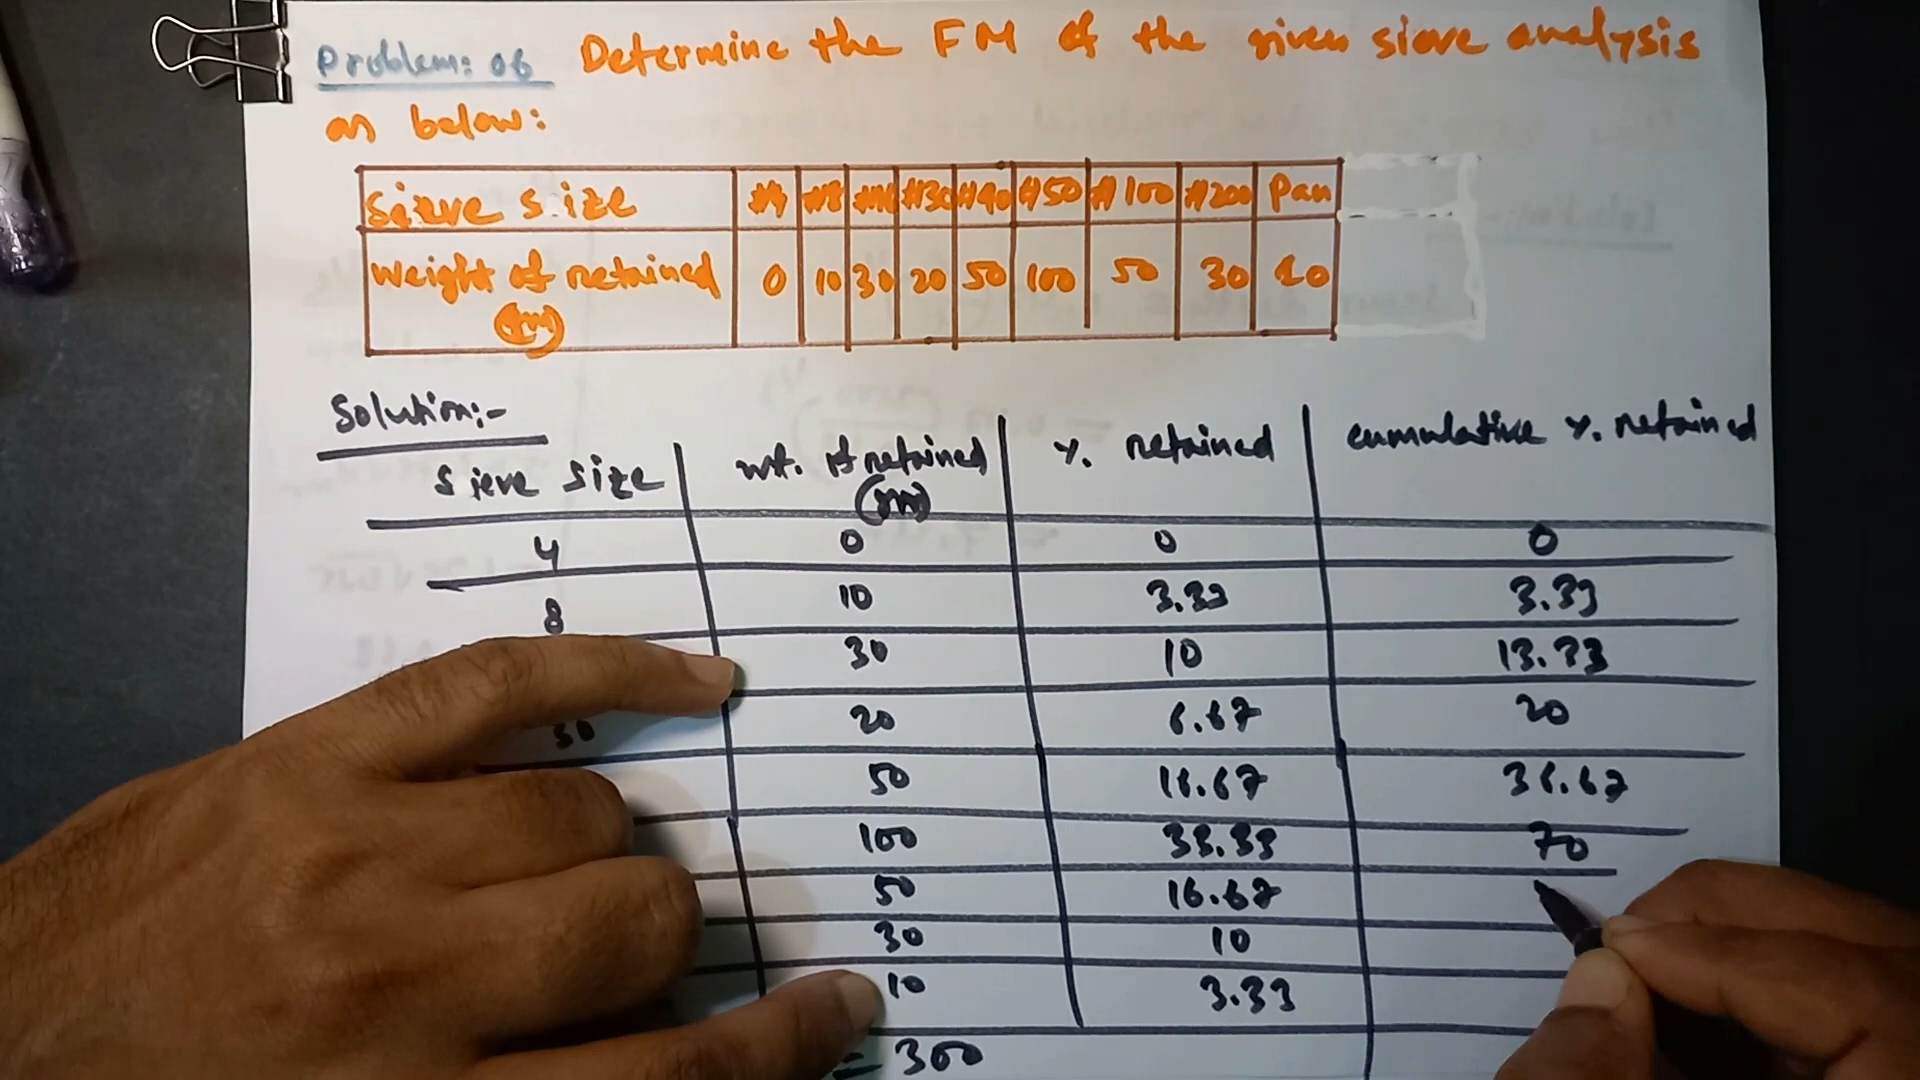 Problem: 06 Determine the FM of the given sieve analysis
as below:
Sieve size #4 #8 #16 #30 #40 #50 #100 #200 Pan
Weight of retained 0 10 30 20 50 100 50 30 10
(gm)
Solution:-
Sieve size wt. of retained % retained cumulative % retained
(gm)
4 0 0 0
8 10 3.33 3.33
30 10 13.33
30 20 6.67 20
50 16.67 36.67
100 33.33 70
50 16.67
30 10
10 3.33
= 300